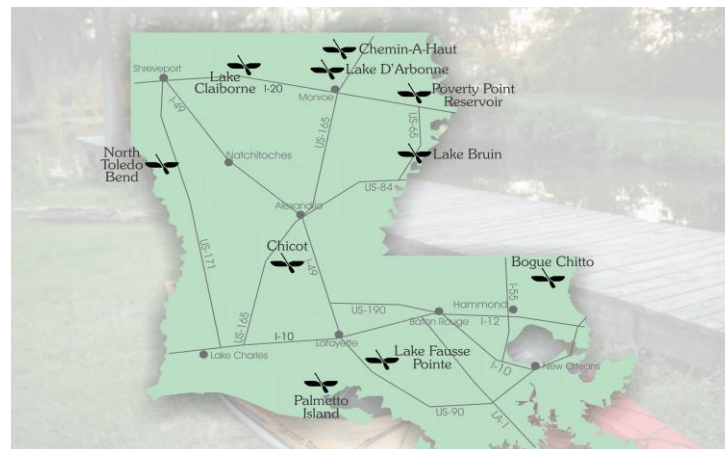 Chemin-A-Haut
Lake
Claiborne
Lake D'Arbonne
Shreveport
I-20
Monroe
Poverty Point
Reservoir
I-49
US-165
US-65
North
Toledo
Bend
Natchitoches
Lake Bruin
US-84
Alexandria
US-171
Chicot
I-49
Bogue Chitto
US-165
US-190
Hammond
I-55
Baton Rouge
I-12
I-10
Lafayette
Lake Charles
Lake Fausse
Pointe
I-10
New Orleans
Palmetto
Island
US-90
LA-1